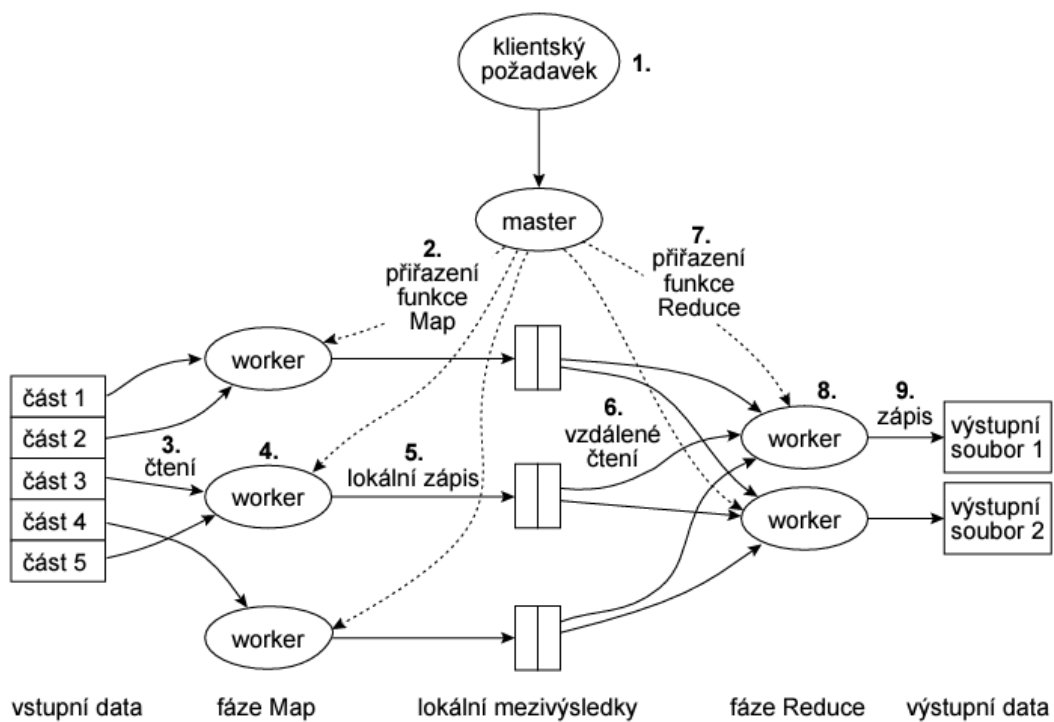 klientský
požadavek
1.
master
2.
přiřazení
funkce
Map
7.
přiřazení
funkce
Reduce
worker
část 1
část 2
část 3
část 4
část 5
3.
čtení
4.
worker
5.
lokální zápis
6.
vzdálené
čtení
8.
worker
9.
zápis
výstupní
soubor 1
worker
výstupní
soubor 2
worker
vstupní data
fáze Map
lokální mezivýsledky
fáze Reduce
výstupní data